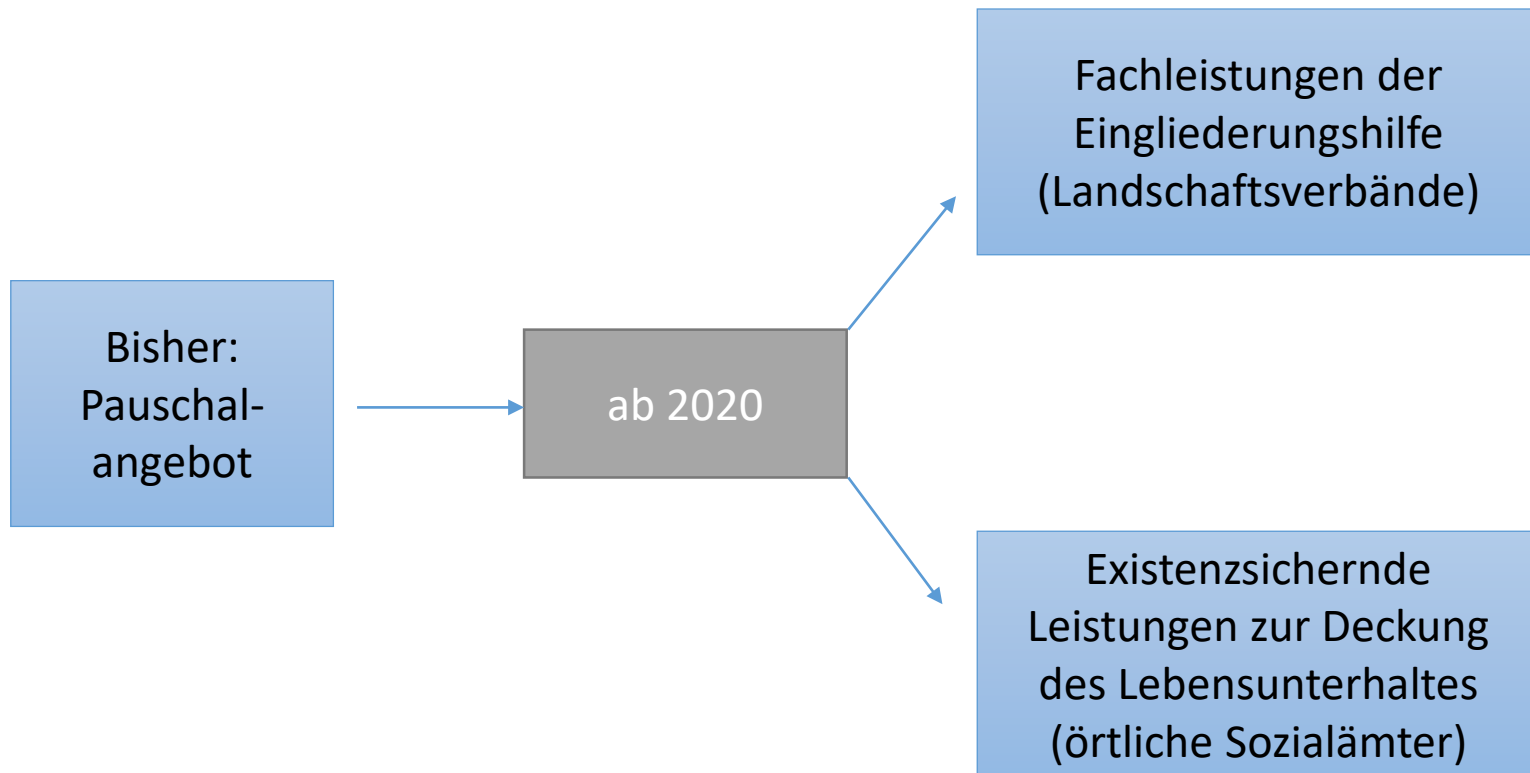 Bisher:
Pauschal-
angebot
ab 2020
Fachleistungen der
Eingliederungshilfe
(Landschaftsverbände)
Existenzsichernde
Leistungen zur Deckung
des Lebensunterhaltes
(örtliche Sozialämter)